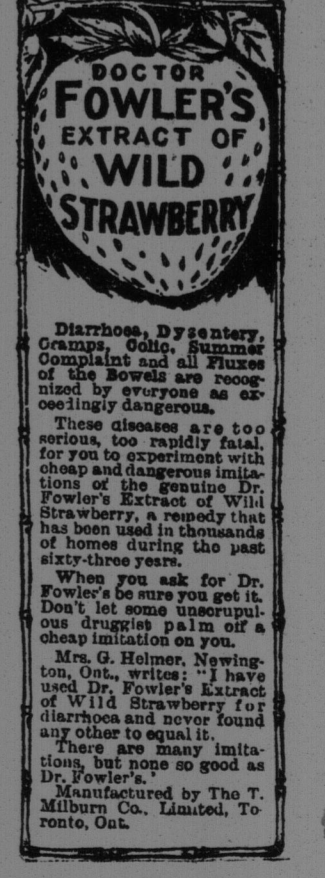 DOCTOR
FOWLER'S
EXTRACT OF
WILD
STRAWBERRY
Diarrhoea, Dysentery,
Cramps, Colic, Summer
Complaint and all Fluxes
of the Bowels are recog-
nized by everyone as ex-
ceedingly dangerous.
These diseases are too
serious, too rapidly fatal,
for you to experiment with
cheap and dangerous imita-
tions of the genuine Dr.
Fowler's Extract of Wild
Strawberry, a remedy that
has been used in thousands
of homes during the past
sixty-three years.
When you ask for Dr.
Fowler's be sure you get it.
Don't let some unscrupul-
ous druggist palm off a
cheap imitation on you.
Mrs. G. Helmer, Newing-
ton, Ont., writes: "I have
used Dr. Fowler's Extract
of Wild Strawberry for
diarrhoea and never found
any other to equal it.
There are many imita-
tions, but none so good as
Dr. Fowler's.'
Manufactured by The T.
Milburn Co., Limited, To-
ronto, Ont.